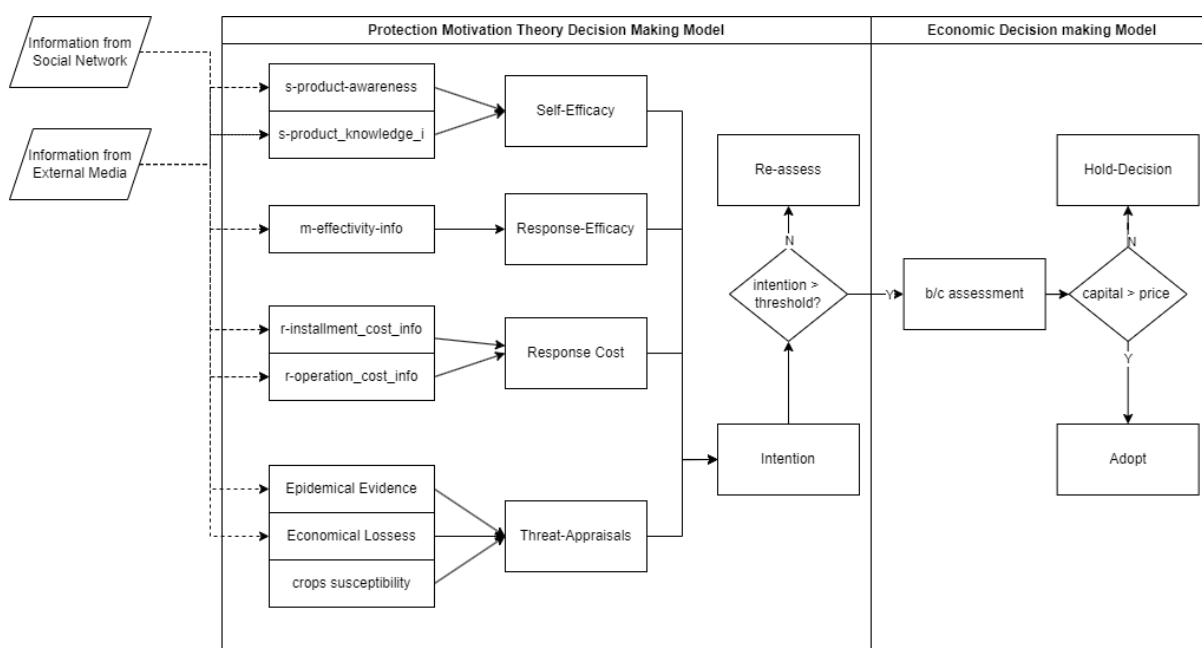 Protection Motivation Theory Decision Making Model
Economic Decision making Model
Information from
Social Network
Information from
External Media
s-product-awareness
s-product_knowledge_i
Self-Efficacy
m-effectivity-info
Response-Efficacy
r-installment_cost_info
r-operation_cost_info
Response Cost
Epidemical Evidence
Economical Lossess
crops susceptibility
Threat-Appraisals
Re-assess
N
intention >
threshold?
Y
Intention
b/c assessment
Hold-Decision
N
capital > price
Y
Adopt